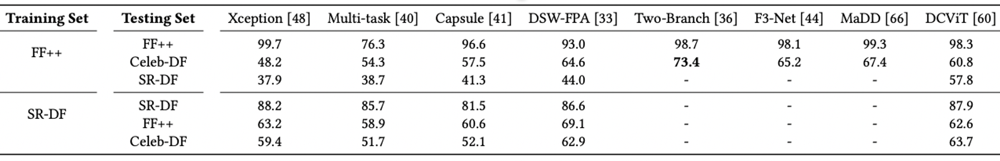 Training Set Testing Set Xception [48] Multi-task [40] Capsule [41] DSW-FPA [33] Two-Branch [36] F3-Net [44] MaDD [66] DCViT [60]
FF++ FF++ 99.7 76.3 96.6 93.0 98.7 98.1 99.3 98.3
Celeb-DF 48.2 54.3 57.5 64.6 73.4 65.2 67.4 60.8
SR-DF 37.9 38.7 41.3 44.0 - - - 57.8
SR-DF SR-DF 88.2 85.7 81.5 86.6 - - - 87.9
FF++ 63.2 58.9 60.6 69.1 - - - 62.6
Celeb-DF 59.4 51.7 52.1 62.9 - - - 63.7